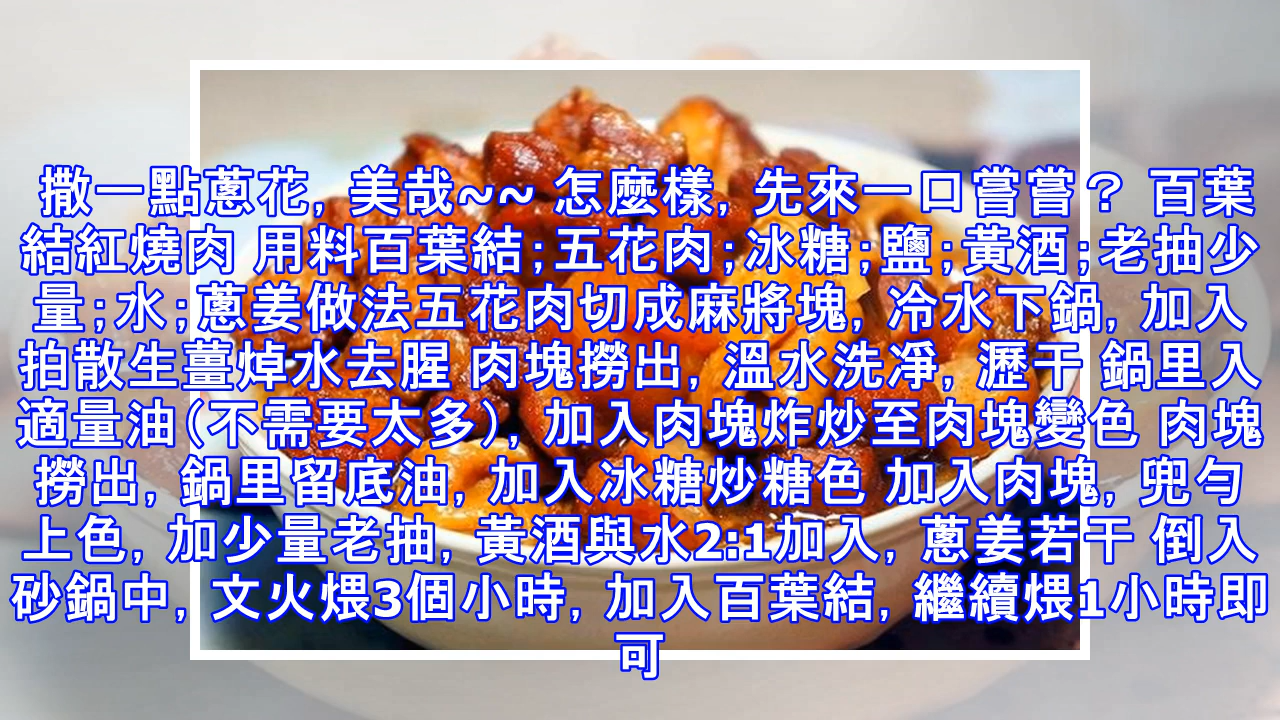 撒一點蔥花, 美哉~~ 怎麼樣, 先來一口嘗嘗？ 百葉
結紅燒肉 用料百葉結;五花肉;冰糖;鹽;黃酒;老抽少
量;水;蔥姜做法五花肉切成麻將塊, 冷水下鍋, 加入
拍散生薑焯水去腥 肉塊撈出, 溫水洗凈, 瀝干 鍋里入
適量油(不需要太多), 加入肉塊炸炒至肉塊變色 肉塊
撈出, 鍋里留底油, 加入冰糖炒糖色 加入肉塊, 兜勻
上色, 加少量老抽, 黃酒與水2:1加入, 蔥姜若干 倒入
砂鍋中, 文火煨3個小時, 加入百葉結, 繼續煨1小時即
可